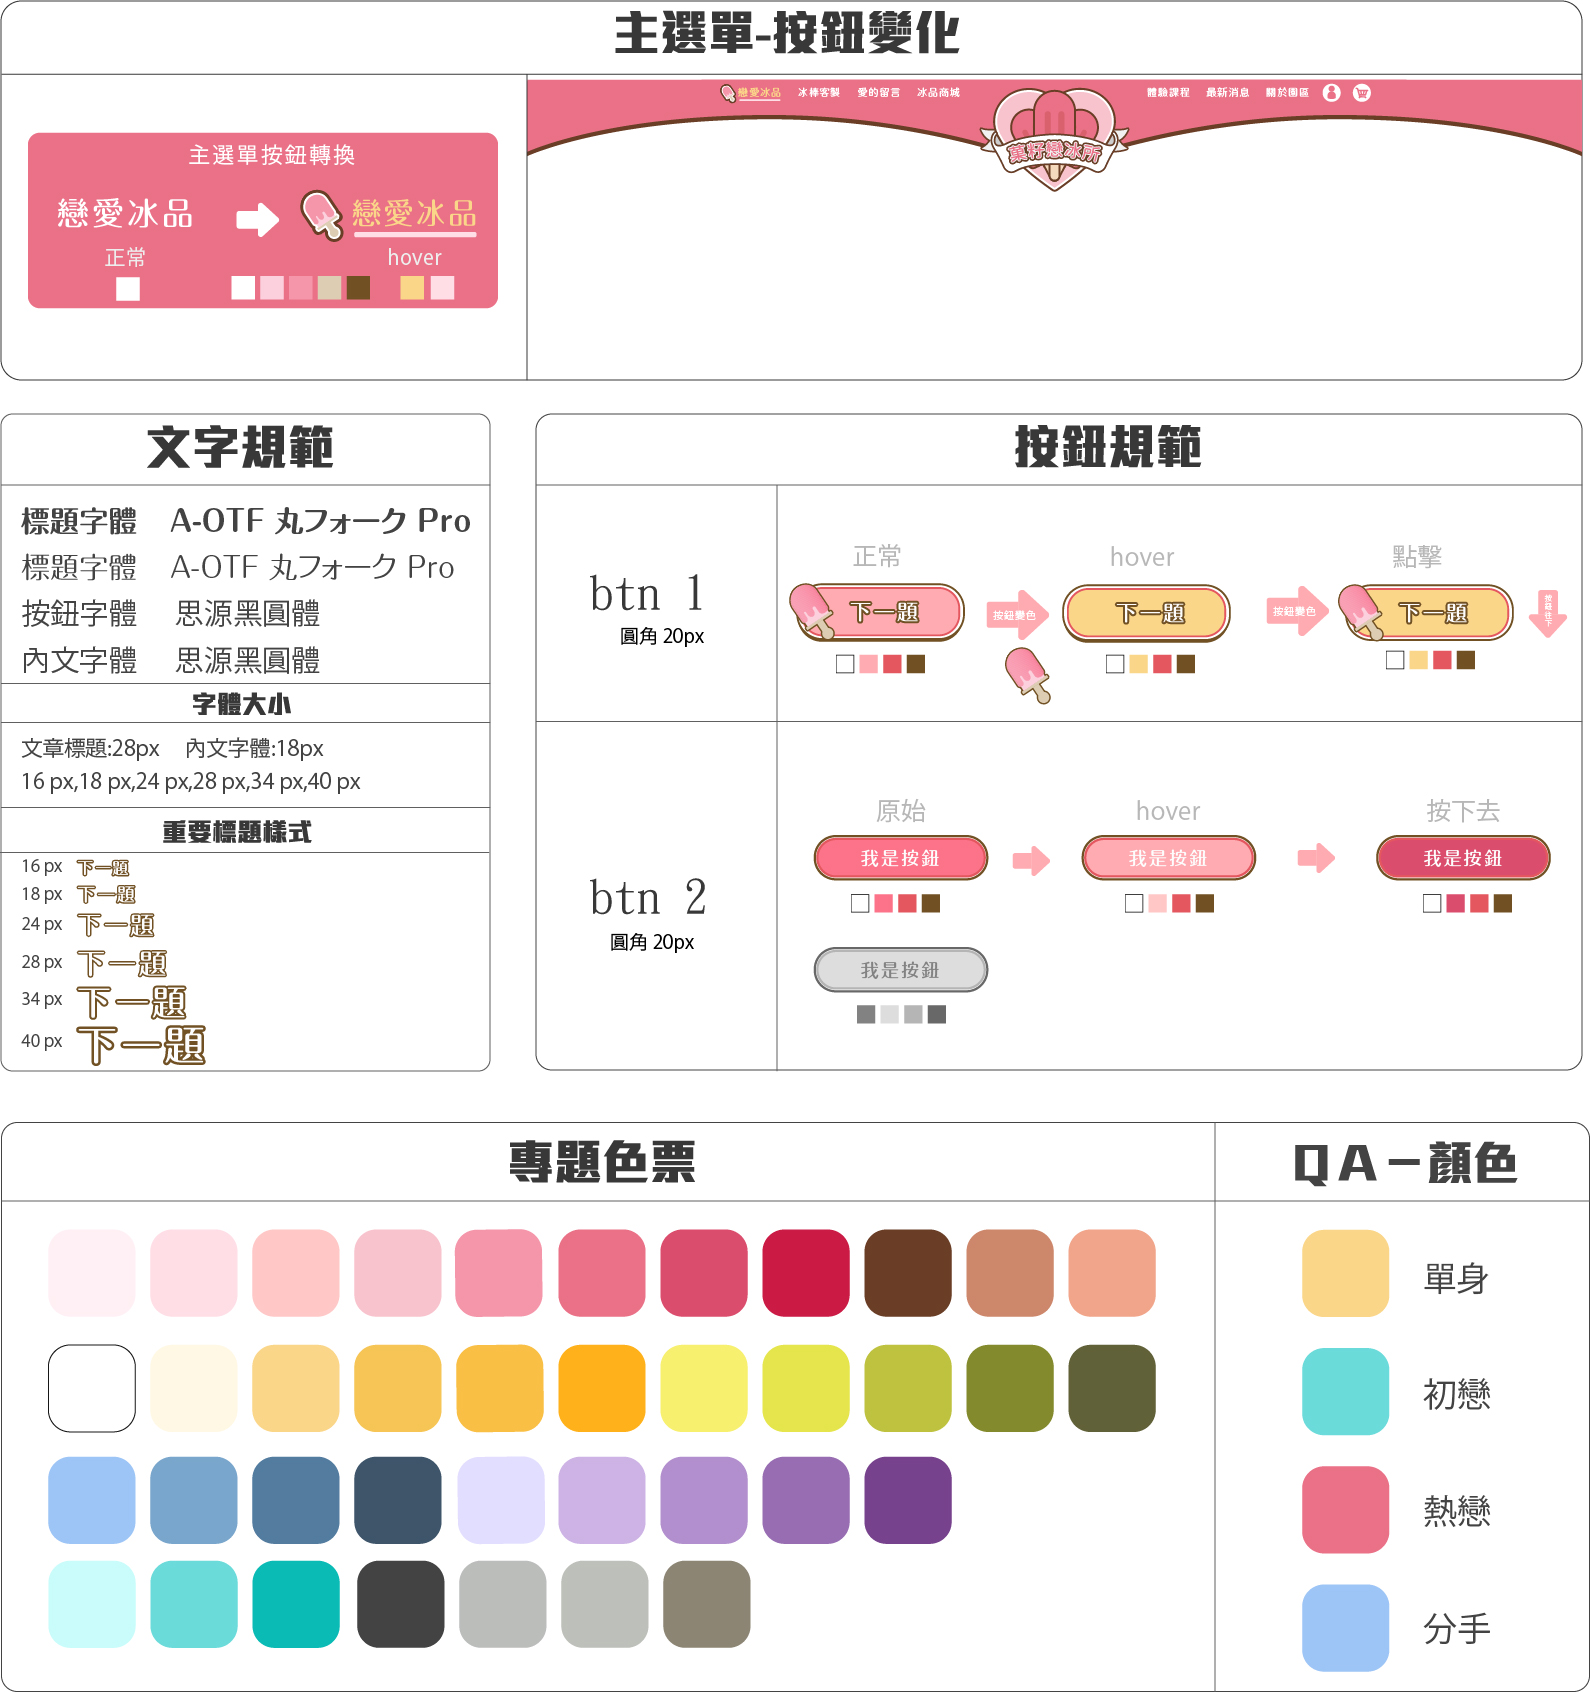 主選單-按鈕變化
主選單按鈕轉換
戀愛冰品
戀愛冰品
正常
hover
戀愛冰品 冰棒客製 愛的留言 冰品商城
菓籽戀冰所
體驗課程 最新消息 關於園區
文字規範
標題字體 A-OTF 丸フォーク Pro
標題字體 A-OTF 丸フォーク Pro
按鈕字體 思源黑圓體
內文字體 思源黑圓體
字體大小
文章標題:28px 內文字體:18px
16 px,18 px,24 px,28 px,34 px,40 px
重要標題樣式
16 px 下一題
18 px 下一題
24 px 下一題
28 px 下一題
34 px 下一題
40 px 下一題
按鈕規範
btn 1
圓角 20px
正常
hover
點擊
下一題
按鈕變色
下一題
按鈕變色
下一題
按鈕往下
btn 2
圓角 20px
原始
hover
按下去
我是按鈕
我是按鈕
我是按鈕
我是按鈕
專題色票
QA－顏色
單身
初戀
熱戀
分手